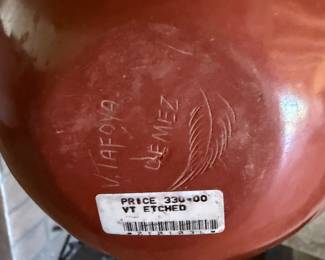 V. TAFOYA
JEMEZ
PRICE 330.00
VT ETCHED